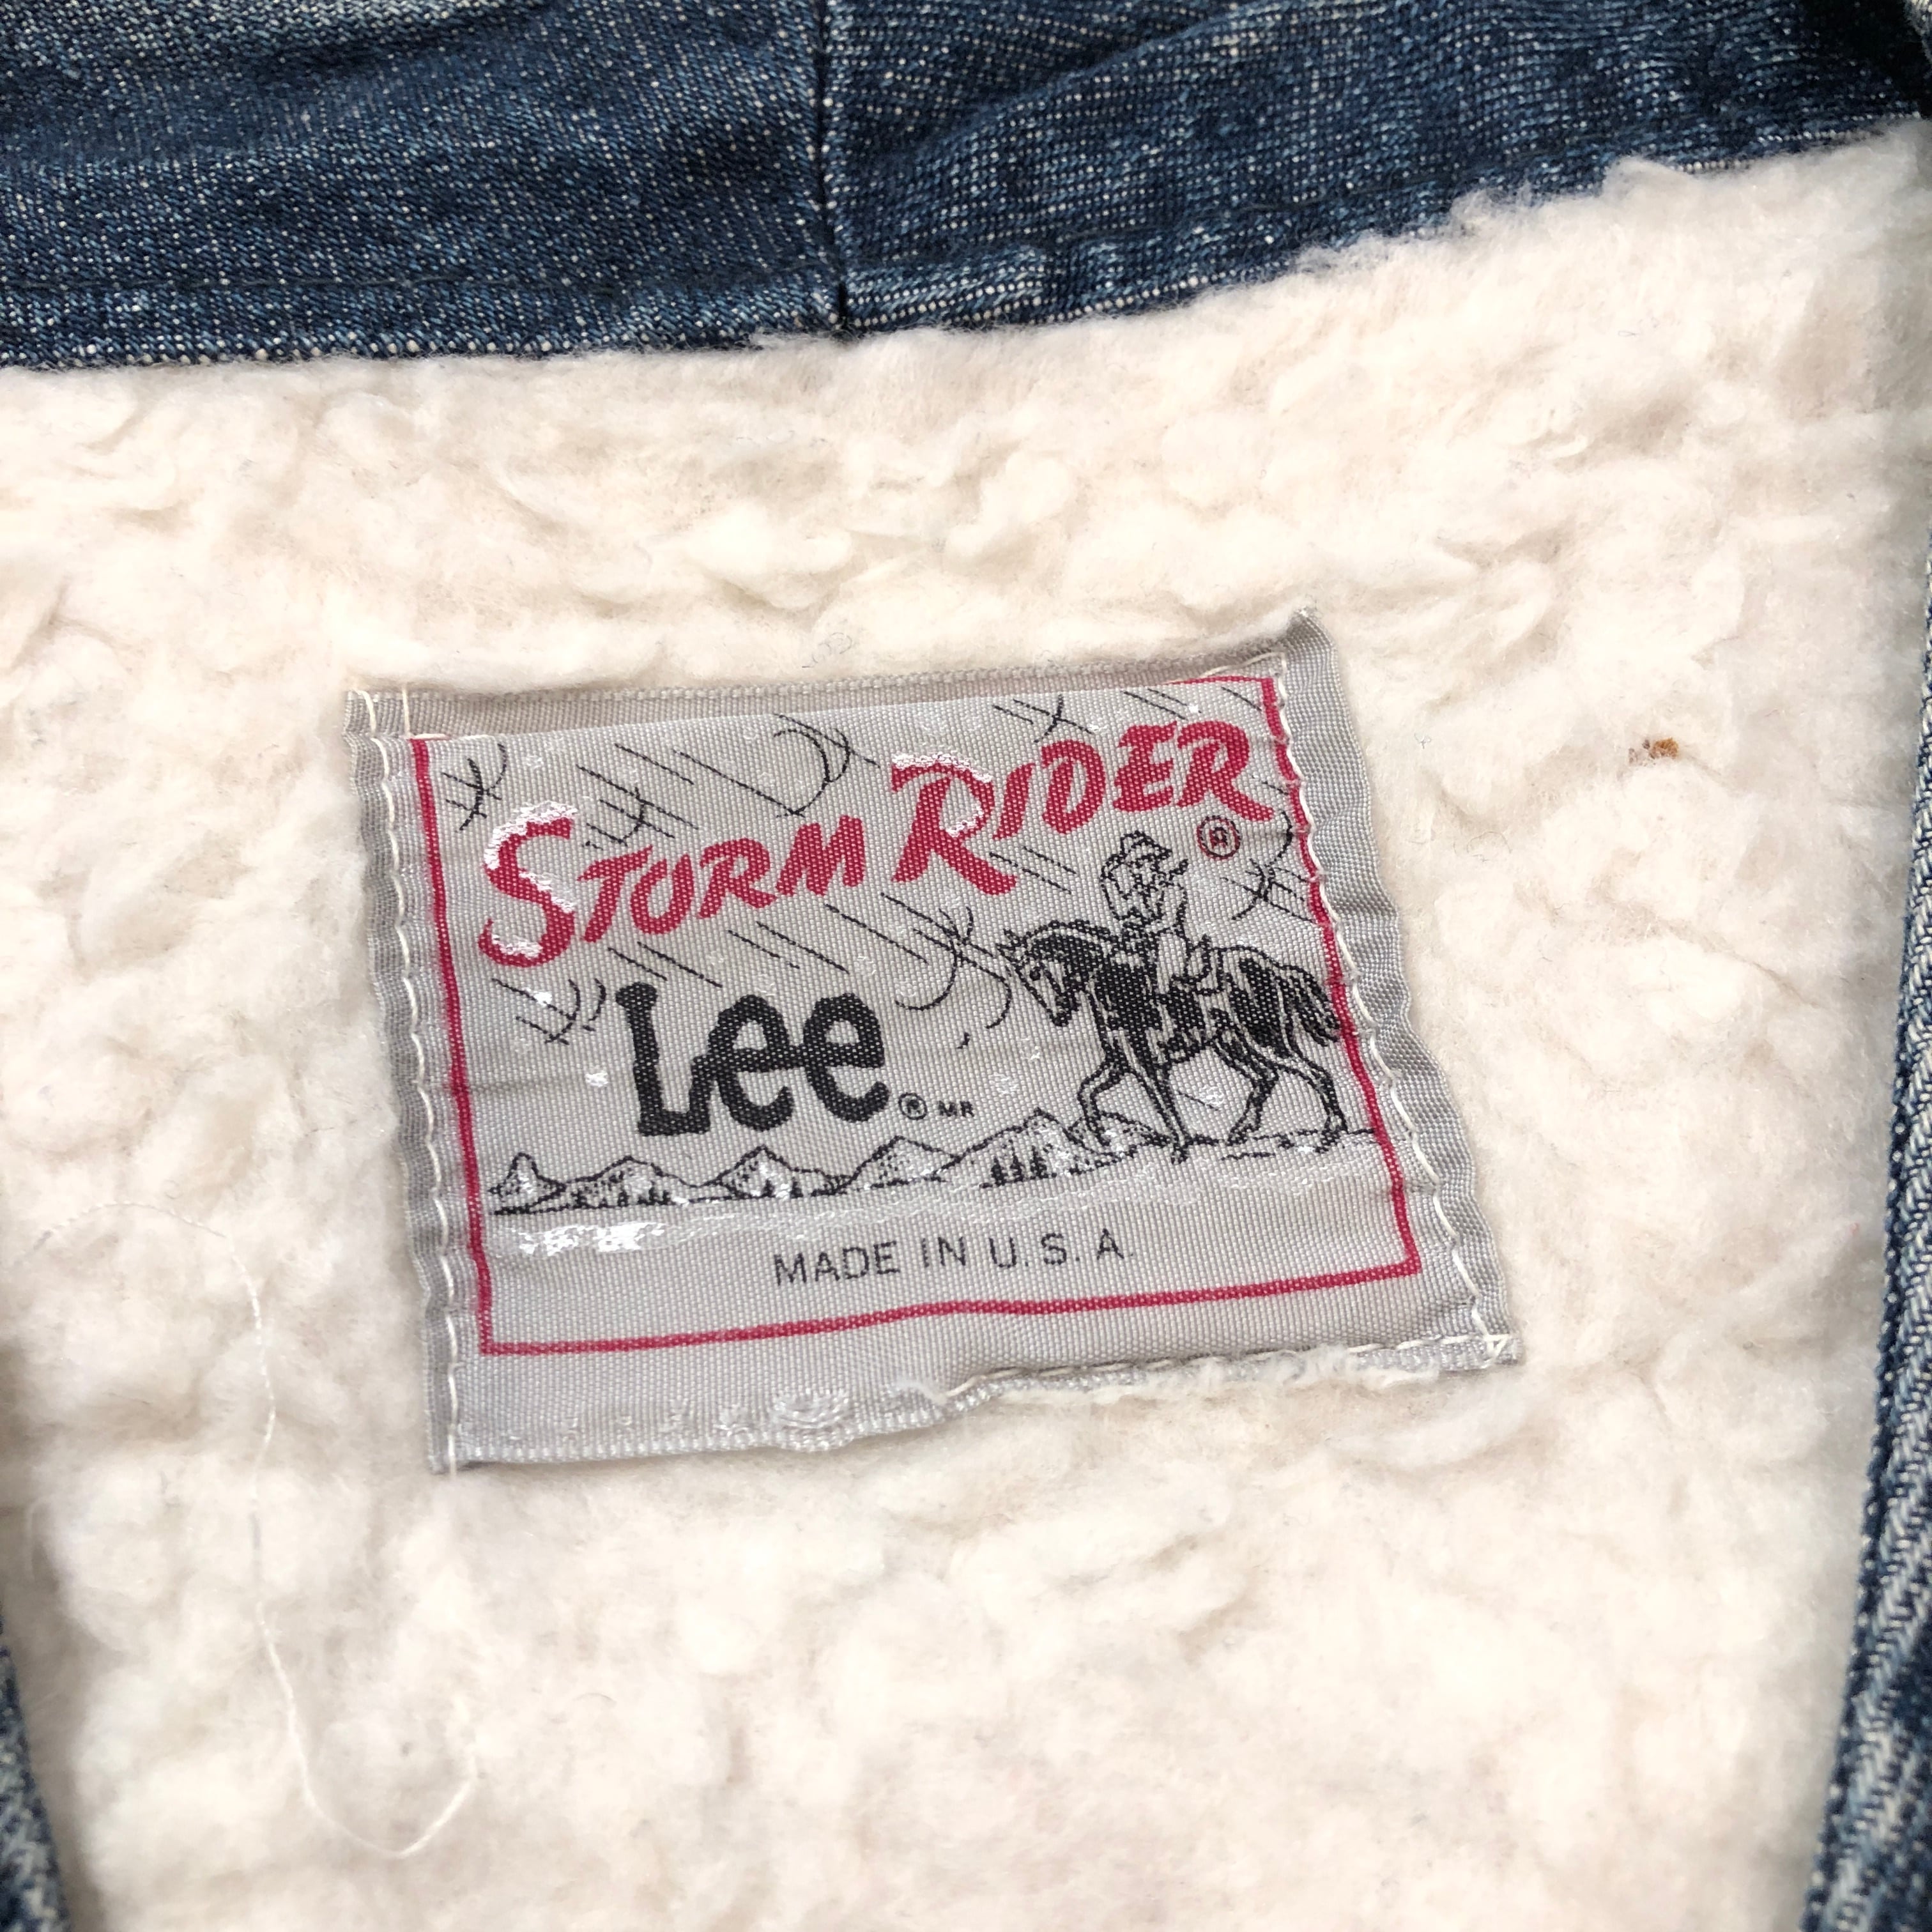 STORM RIDER ®
Lee ® MR
MADE IN U.S.A.